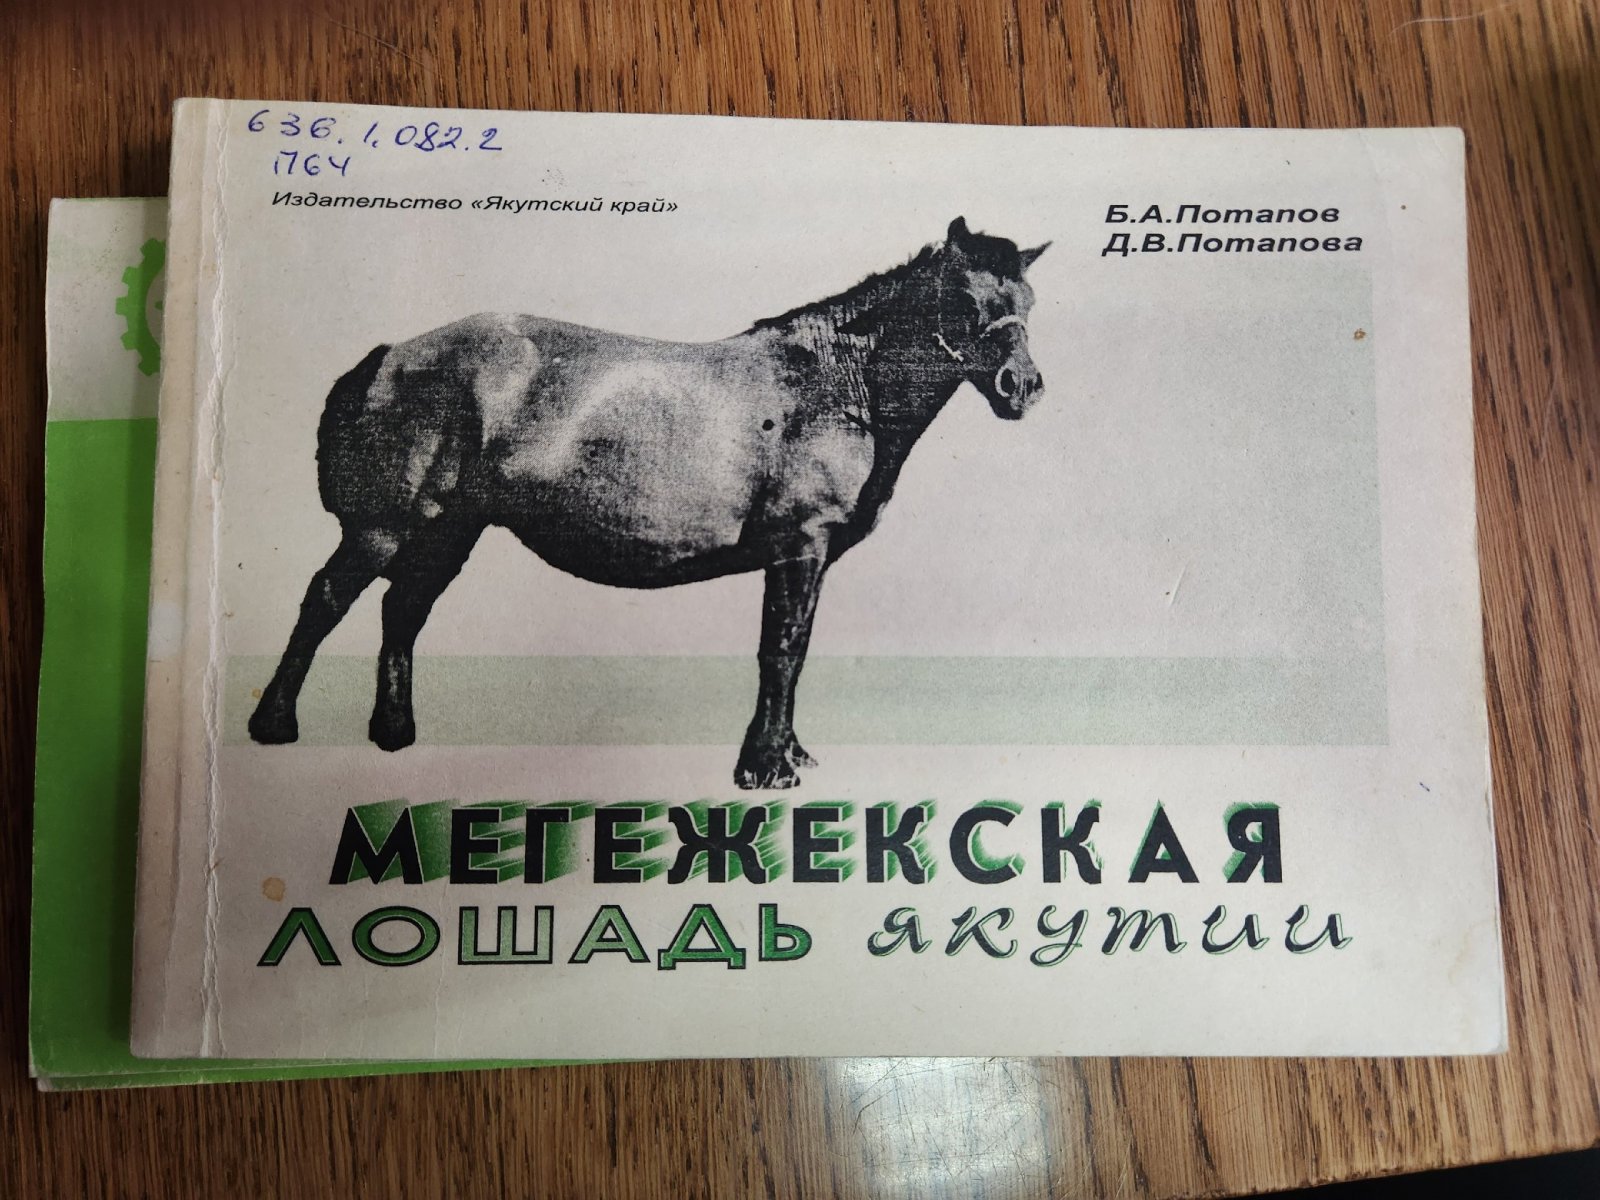 636.1.082.2
П64
Издательство «Якутский край»
Б.А.Потапов
Д.В.Потапова
МЕГЕЖЕКСКАЯ
ЛОШАДЬ ЯКУТИИ